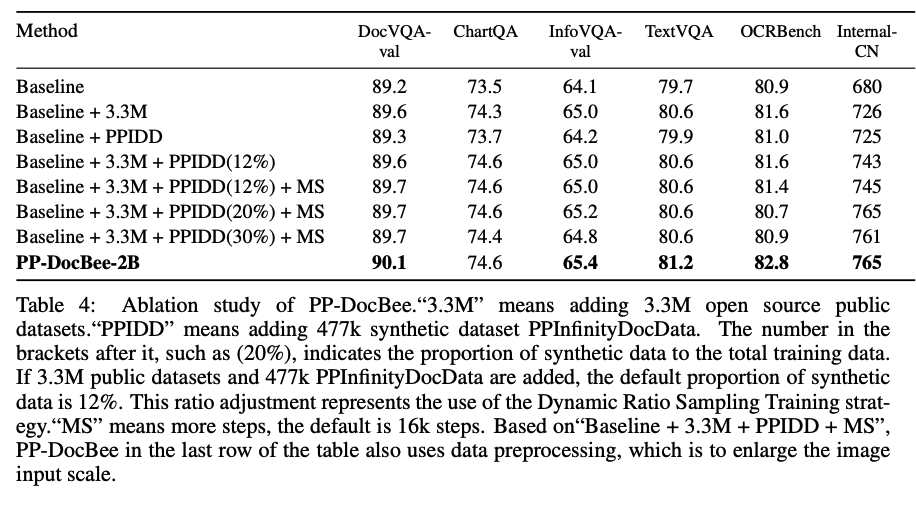 Method DocVQA- ChartQA InfoVQA- TextVQA OCRBench Internal-
val val CN
Baseline 89.2 73.5 64.1 79.7 80.9 680
Baseline + 3.3M 89.6 74.3 65.0 80.6 81.6 726
Baseline + PPIDD 89.3 73.7 64.2 79.9 81.0 725
Baseline + 3.3M + PPIDD(12%) 89.6 74.6 65.0 80.6 81.6 743
Baseline + 3.3M + PPIDD(12%) + MS 89.7 74.6 65.0 80.6 81.4 745
Baseline + 3.3M + PPIDD(20%) + MS 89.7 74.6 65.2 80.6 80.7 765
Baseline + 3.3M + PPIDD(30%) + MS 89.7 74.4 64.8 80.6 80.9 761
PP-DocBee-2B 90.1 74.6 65.4 81.2 82.8 765
Table 4: Ablation study of PP-DocBee.“3.3M” means adding 3.3M open source public
datasets.“PPIDD” means adding 477k synthetic dataset PPInfinityDocData. The number in the
brackets after it, such as (20%), indicates the proportion of synthetic data to the total training data.
If 3.3M public datasets and 477k PPInfinityDocData are added, the default proportion of synthetic
data is 12%. This ratio adjustment represents the use of the Dynamic Ratio Sampling Training strat-
egy.“MS” means more steps, the default is 16k steps. Based on“Baseline + 3.3M + PPIDD + MS”,
PP-DocBee in the last row of the table also uses data preprocessing, which is to enlarge the image
input scale.